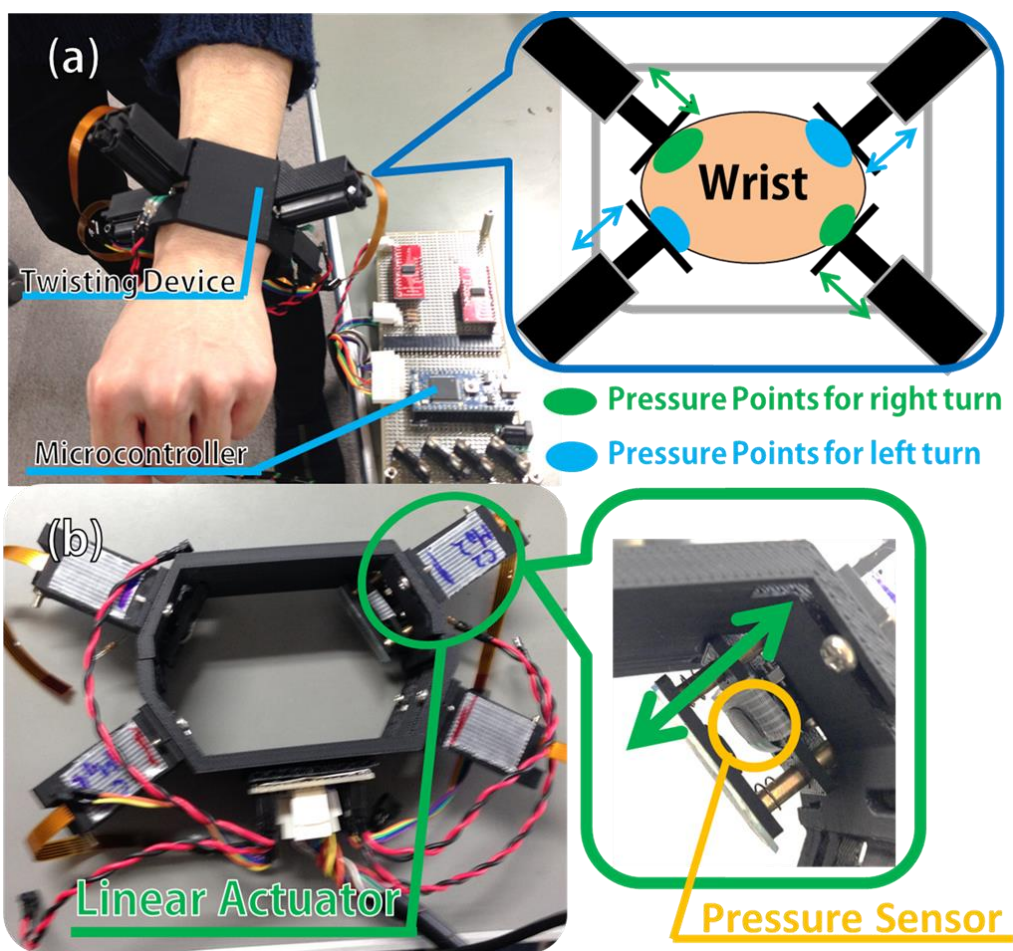 (a)
Wrist
Twisting Device
Pressure Points for right turn
Pressure Points for left turn
Microcontroller
(b)
Linear Actuator
Pressure Sensor